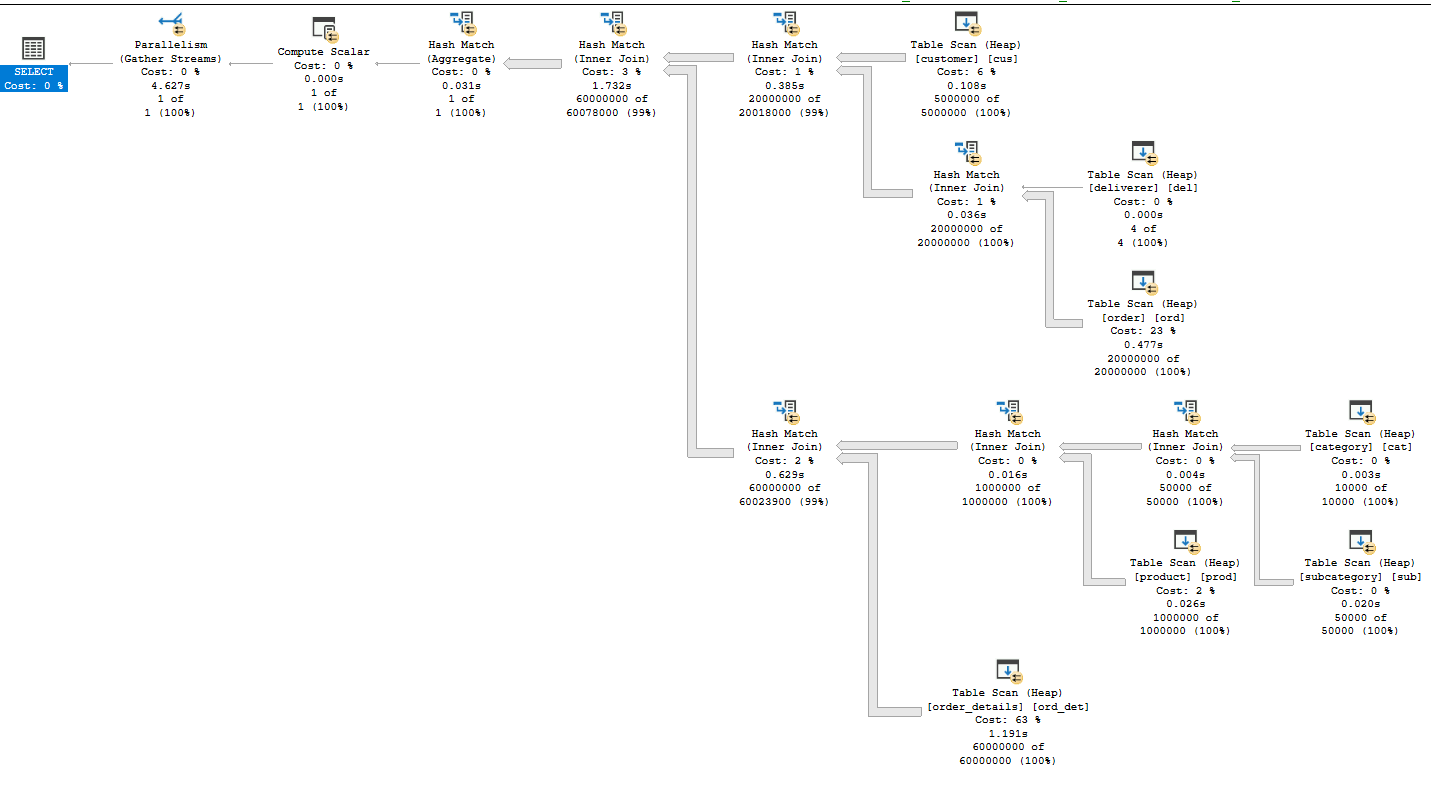 SELECT
Cost: 0 %
Parallelism
(Gather Streams)
Cost: 0 %
4.627s
1 of
1 (100%)
Compute Scalar
Cost: 0 %
0.000s
1 of
1 (100%)
Hash Match
(Aggregate)
Cost: 0 %
0.031s
1 of
1 (100%)
Hash Match
(Inner Join)
Cost: 3 %
1.732s
60000000 of
60078000 (99%)
Hash Match
(Inner Join)
Cost: 1 %
0.385s
20000000 of
20018000 (99%)
Table Scan (Heap)
[customer] [cus]
Cost: 6 %
0.108s
5000000 of
5000000 (100%)
Hash Match
(Inner Join)
Cost: 1 %
0.036s
20000000 of
20000000 (100%)
Table Scan (Heap)
[deliverer] [del]
Cost: 0 %
0.000s
4 of
4 (100%)
Table Scan (Heap)
[order] [ord]
Cost: 23 %
0.477s
20000000 of
20000000 (100%)
Hash Match
(Inner Join)
Cost: 2 %
0.629s
60000000 of
60023900 (99%)
Hash Match
(Inner Join)
Cost: 0 %
0.016s
1000000 of
1000000 (100%)
Hash Match
(Inner Join)
Cost: 0 %
0.004s
50000 of
50000 (100%)
Table Scan (Heap)
[category] [cat]
Cost: 0 %
0.003s
10000 of
10000 (100%)
Table Scan (Heap)
[product] [prod]
Cost: 2 %
0.026s
1000000 of
1000000 (100%)
Table Scan (Heap)
[subcategory] [sub]
Cost: 0 %
0.020s
50000 of
50000 (100%)
Table Scan (Heap)
[order_details] [ord_det]
Cost: 63 %
1.191s
60000000 of
60000000 (100%)